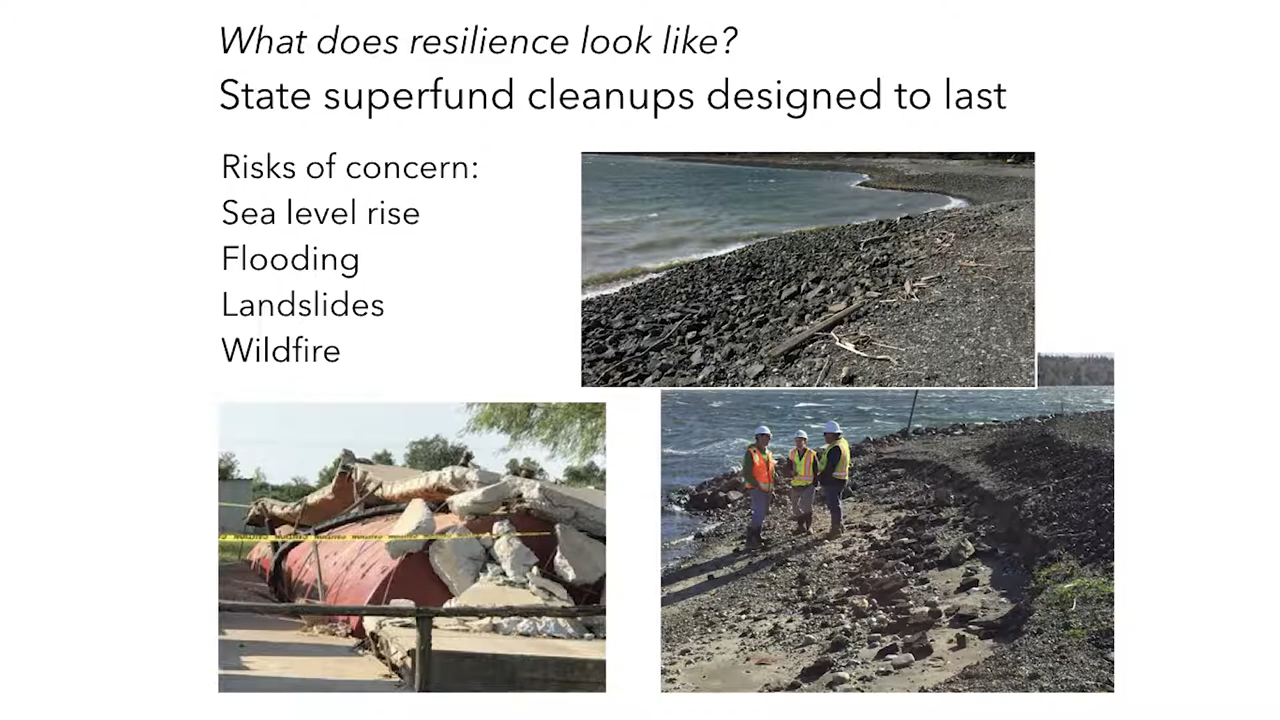 What does resilience look like?
State superfund cleanups designed to last
Risks of concern:
Sea level rise
Flooding
Landslides
Wildfire